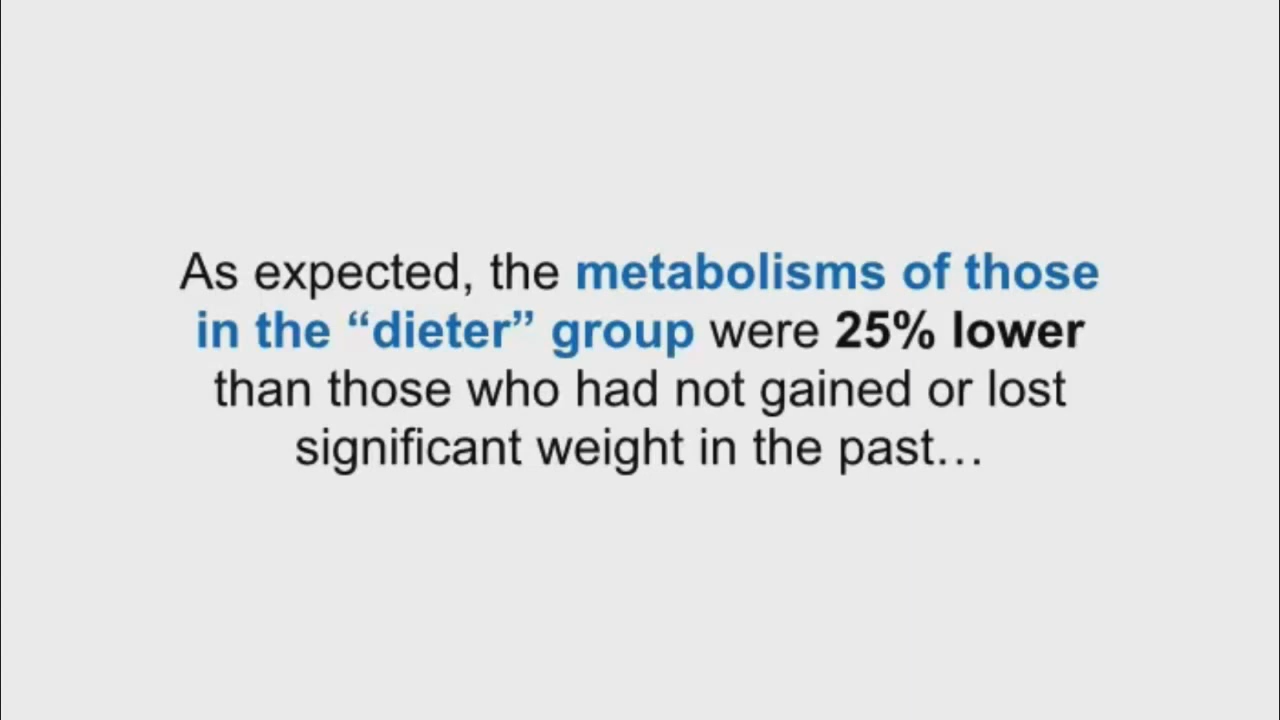 As expected, the metabolisms of those
in the “dieter” group were 25% lower
than those who had not gained or lost
significant weight in the past…